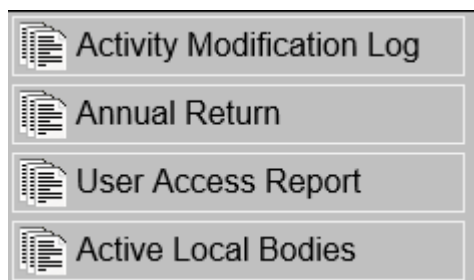 Activity Modification Log
Annual Return
User Access Report
Active Local Bodies